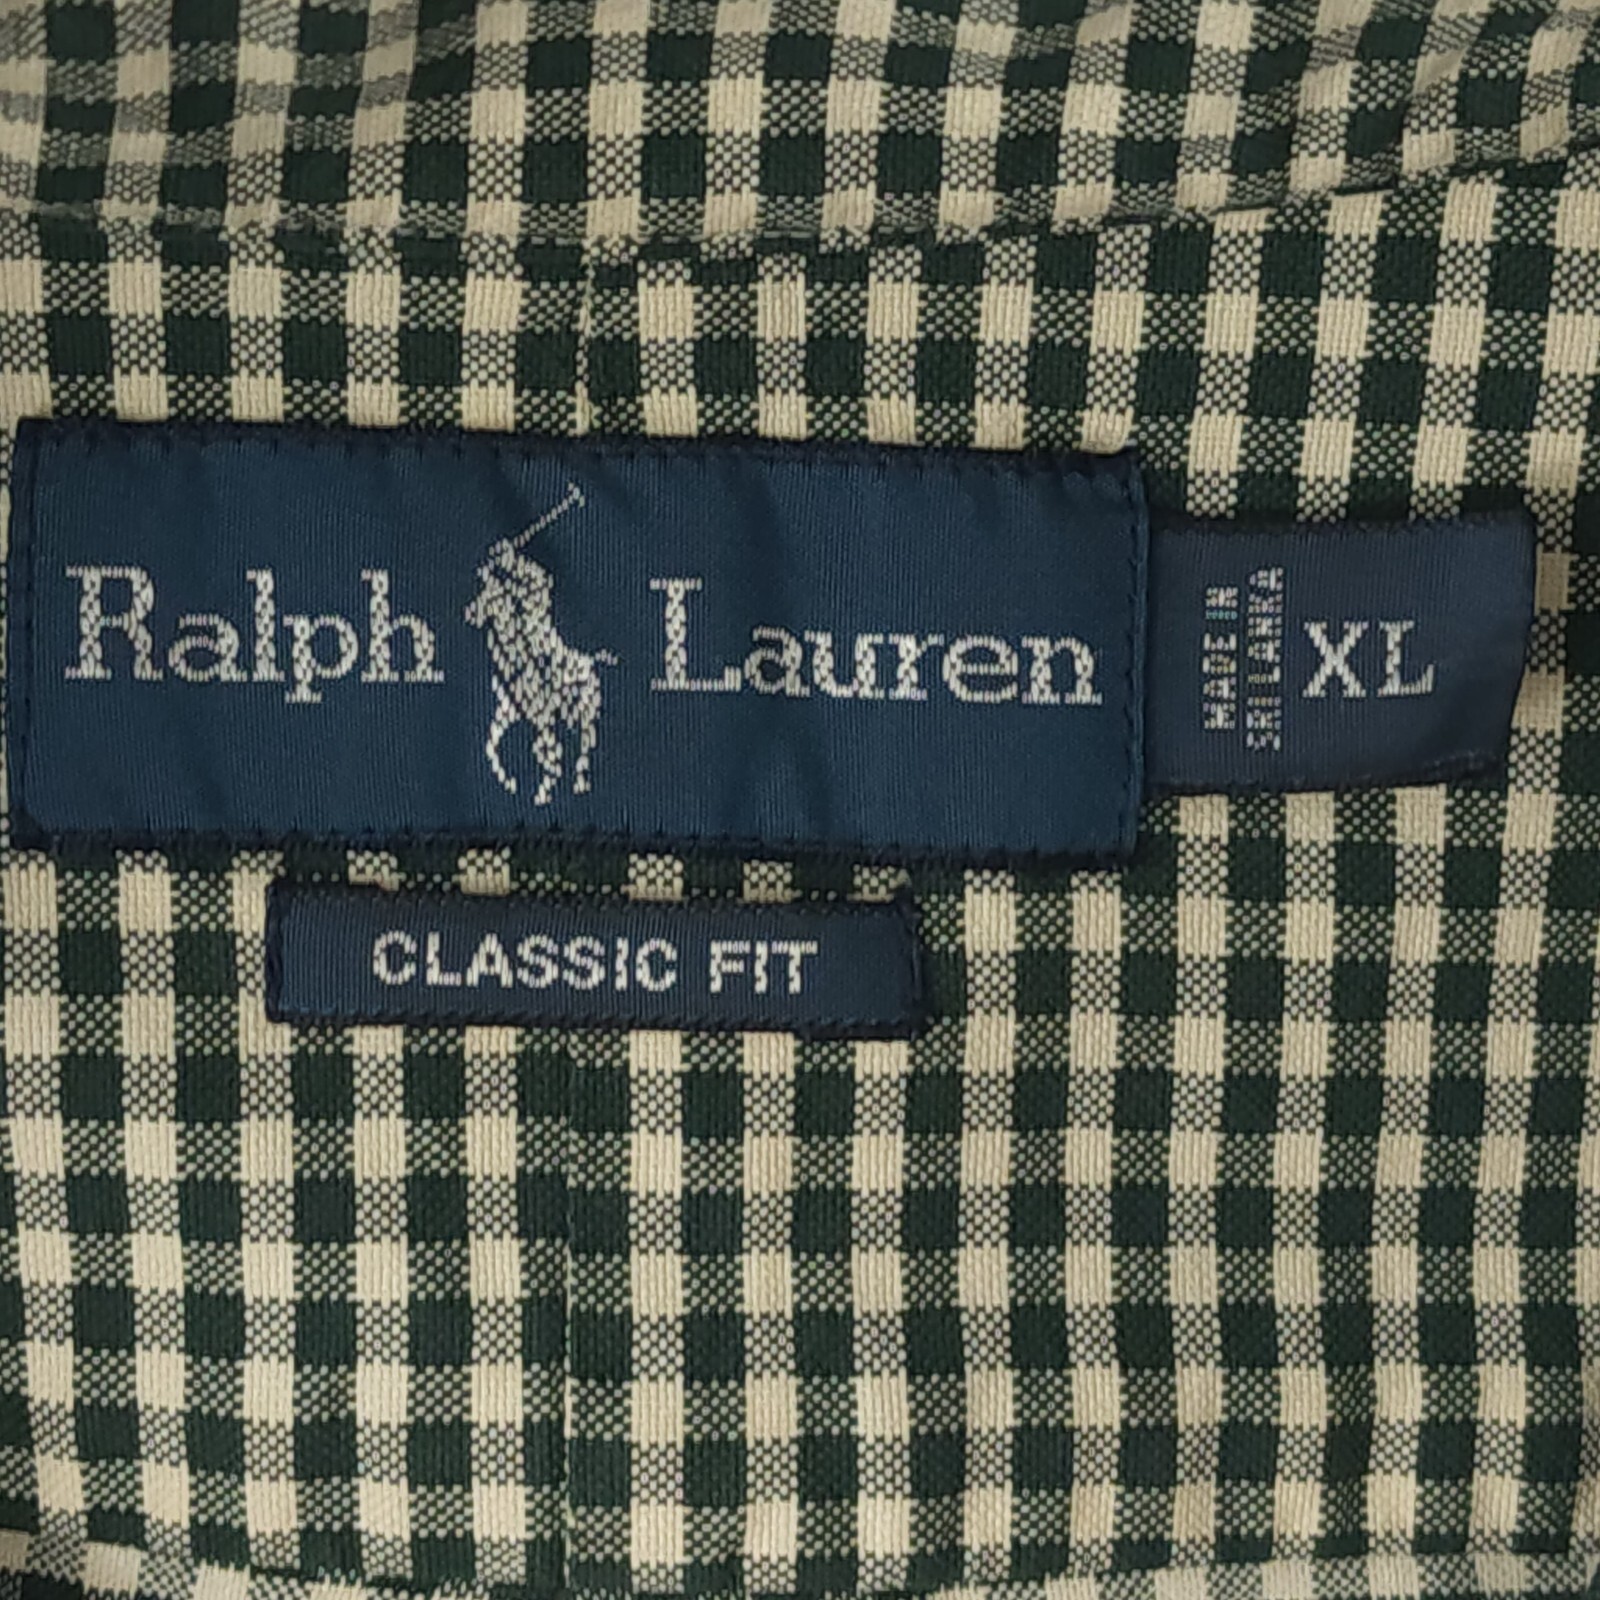 Ralph Lauren
MADE IN
SRI LANKA
XL
CLASSIC FIT